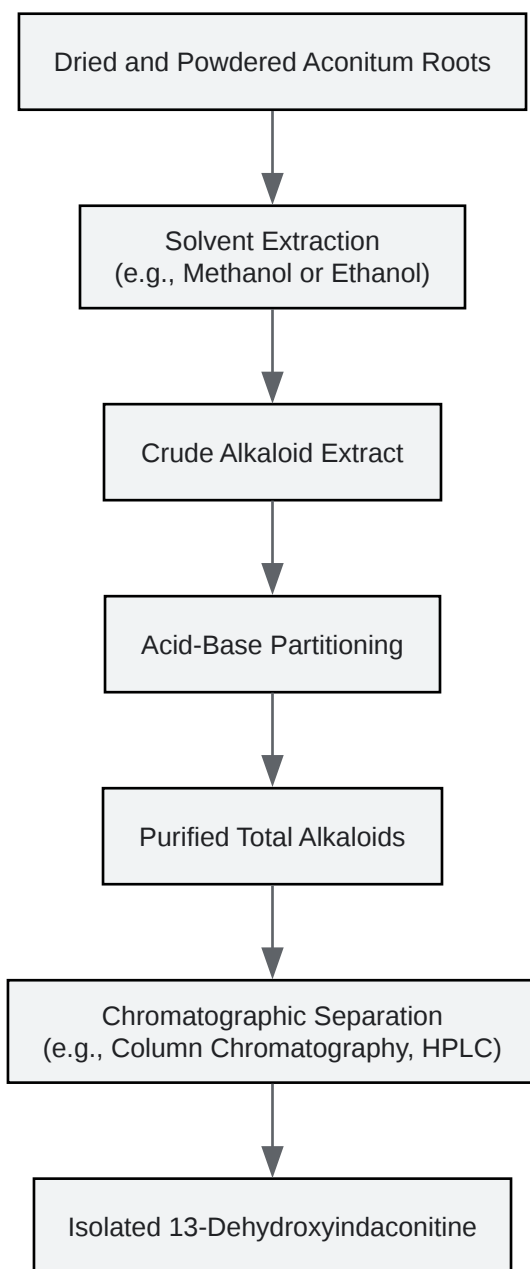 Dried and Powdered Aconitum Roots
Solvent Extraction
(e.g., Methanol or Ethanol)
Crude Alkaloid Extract
Acid-Base Partitioning
Purified Total Alkaloids
Chromatographic Separation
(e.g., Column Chromatography, HPLC)
Isolated 13-Dehydroxyindaconitine